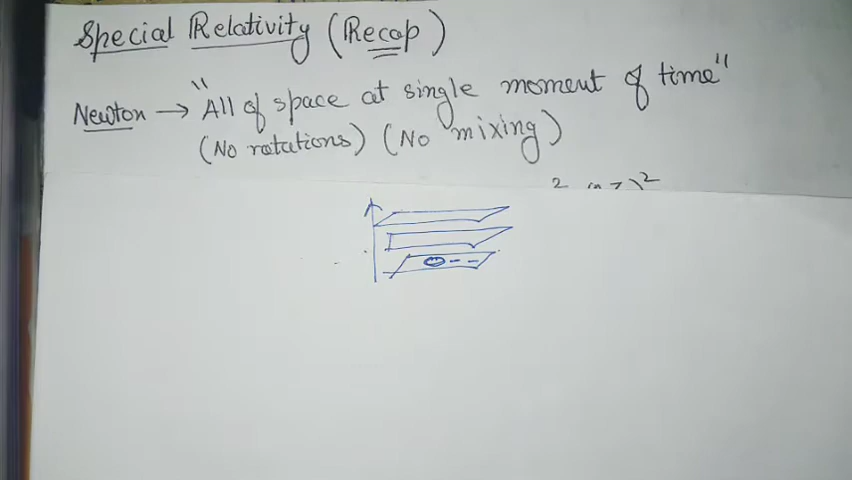 Special Relativity (Recap)
Newton → "All of space at single moment of time"
(No rotations) (No mixing)